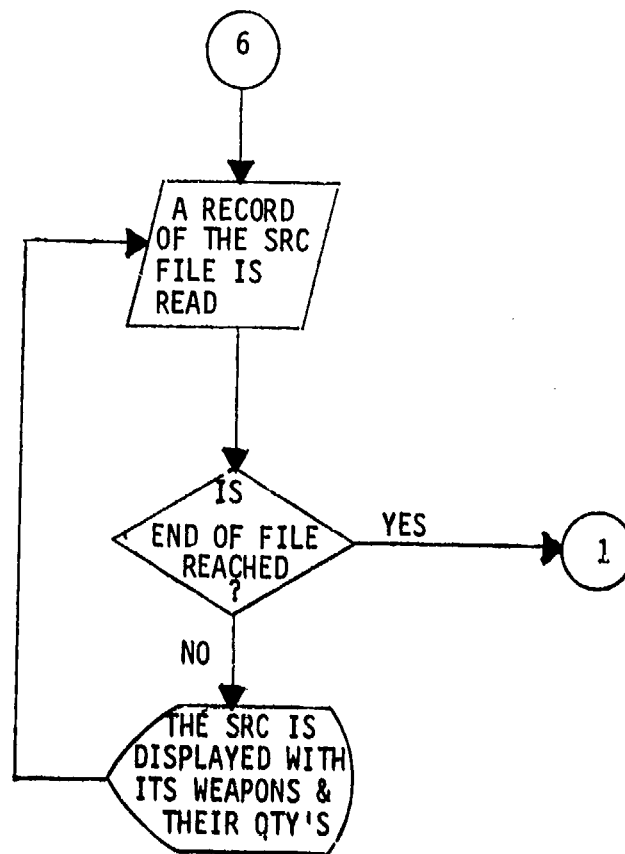 6
A RECORD
OF THE SRC
FILE IS
READ
IS
END OF FILE
REACHED
?
YES
1
NO
THE SRC IS
DISPLAYED WITH
ITS WEAPONS &
THEIR QTY'S